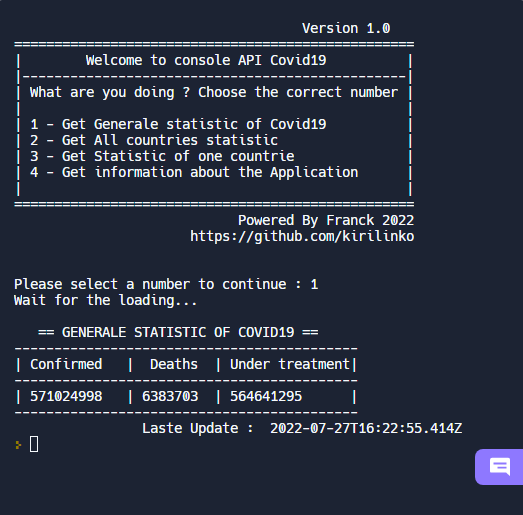 Version 1.0
==================================================
|        Welcome to console API Covid19          |
|------------------------------------------------|
| What are you doing ? Choose the correct number |
|                                                |
| 1 - Get Generale statistic of Covid19          |
| 2 - Get All countries statistic                |
| 3 - Get Statistic of one countrie              |
| 4 - Get information about the Application      |
|                                                |
==================================================
Powered By Franck 2022
https://github.com/kirilinko
Please select a number to continue : 1
Wait for the loading...
== GENERALE STATISTIC OF COVID19 ==
-------------------------------------------
| Confirmed   |  Deaths  | Under treatment|
-------------------------------------------
| 571024998   | 6383703  | 564641295      |
-------------------------------------------
Laste Update :  2022-07-27T16:22:55.414Z